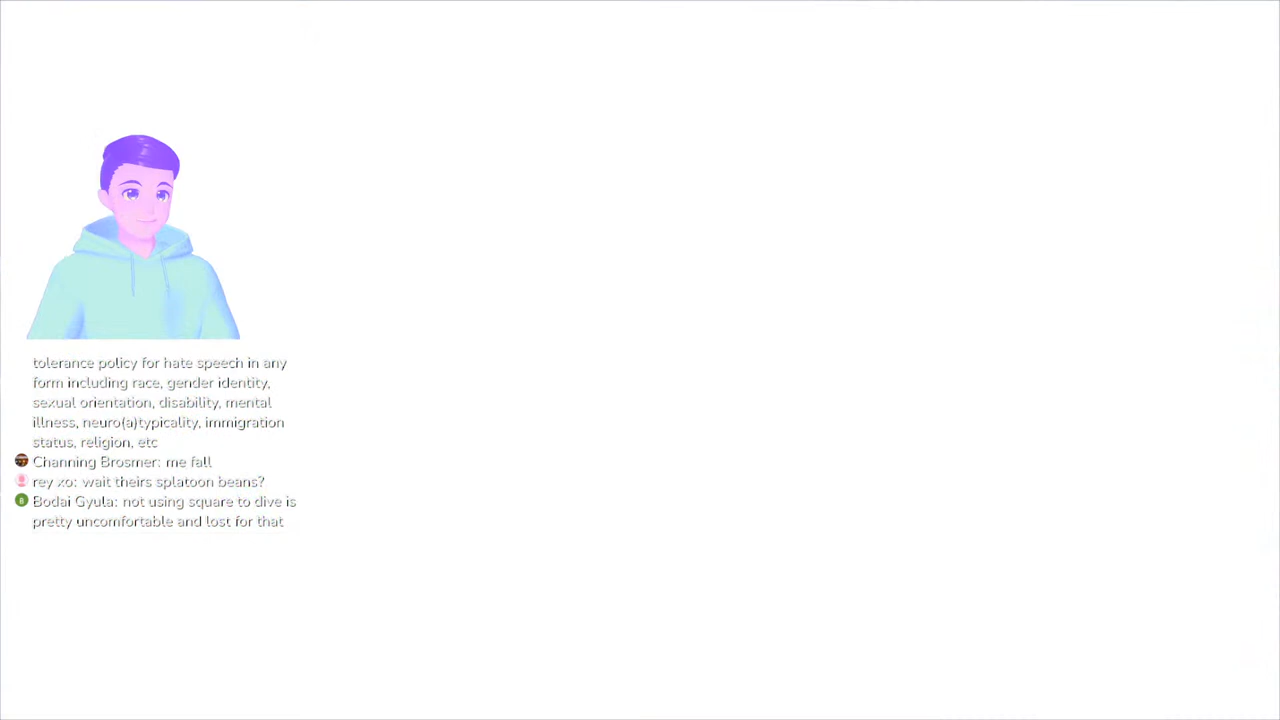 tolerance policy for hate speech in any
form including race, gender identity,
sexual orientation, disability, mental
illness, neuro(a)typicality, immigration
status, religion, etc
Channing Brosmer: me fall
rey xo: wait theirs splatoon beans?
B Bodai Gyula: not using square to dive is
pretty uncomfortable and lost for that